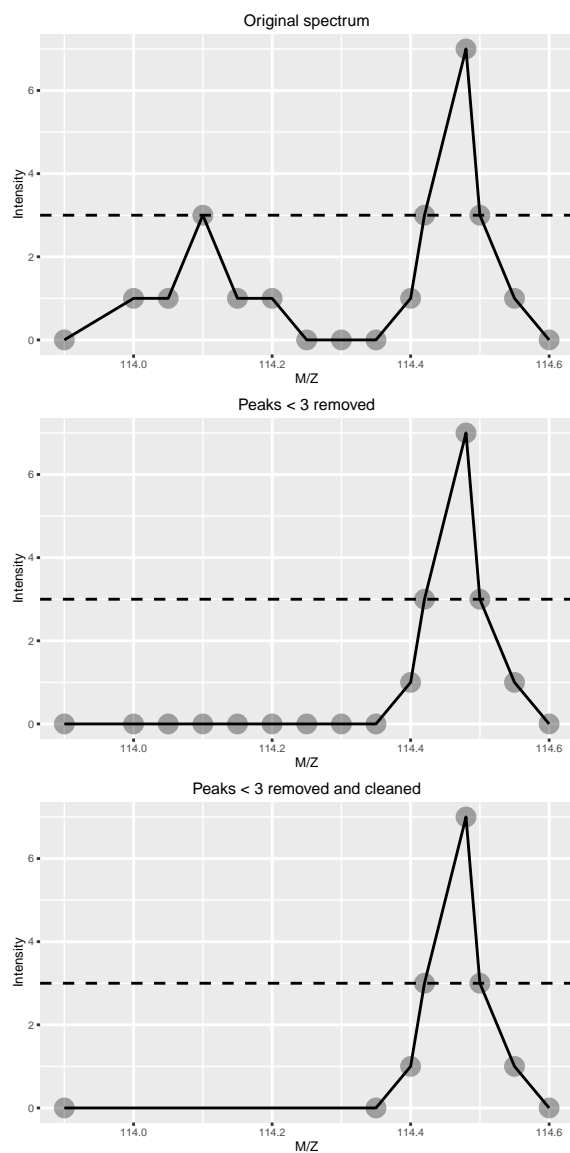 Original spectrum
6
4
2
0
Intensity
114.0 114.2 114.4 114.6
M/Z
Peaks < 3 removed
6
4
2
0
Intensity
114.0 114.2 114.4 114.6
M/Z
Peaks < 3 removed and cleaned
6
4
2
0
Intensity
114.0 114.2 114.4 114.6
M/Z